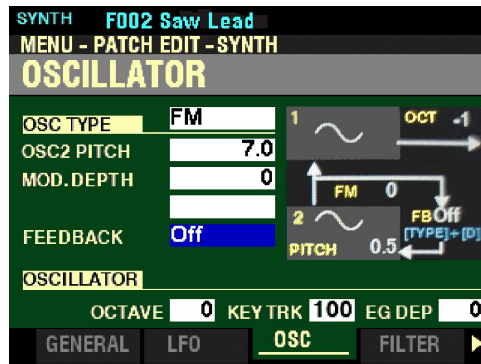 SYNTH F002 Saw Lead
MENU - PATCH EDIT - SYNTH
OSCILLATOR
OSC TYPE FM
OSC2 PITCH 7.0
MOD. DEPTH 0
FEEDBACK Off
1 OCT -1
FM 0
2 FB Off
[TYPE]+[D]
PITCH 0.5
OSCILLATOR
OCTAVE 0 KEY TRK 100 EG DEP 0
GENERAL LFO OSC FILTER